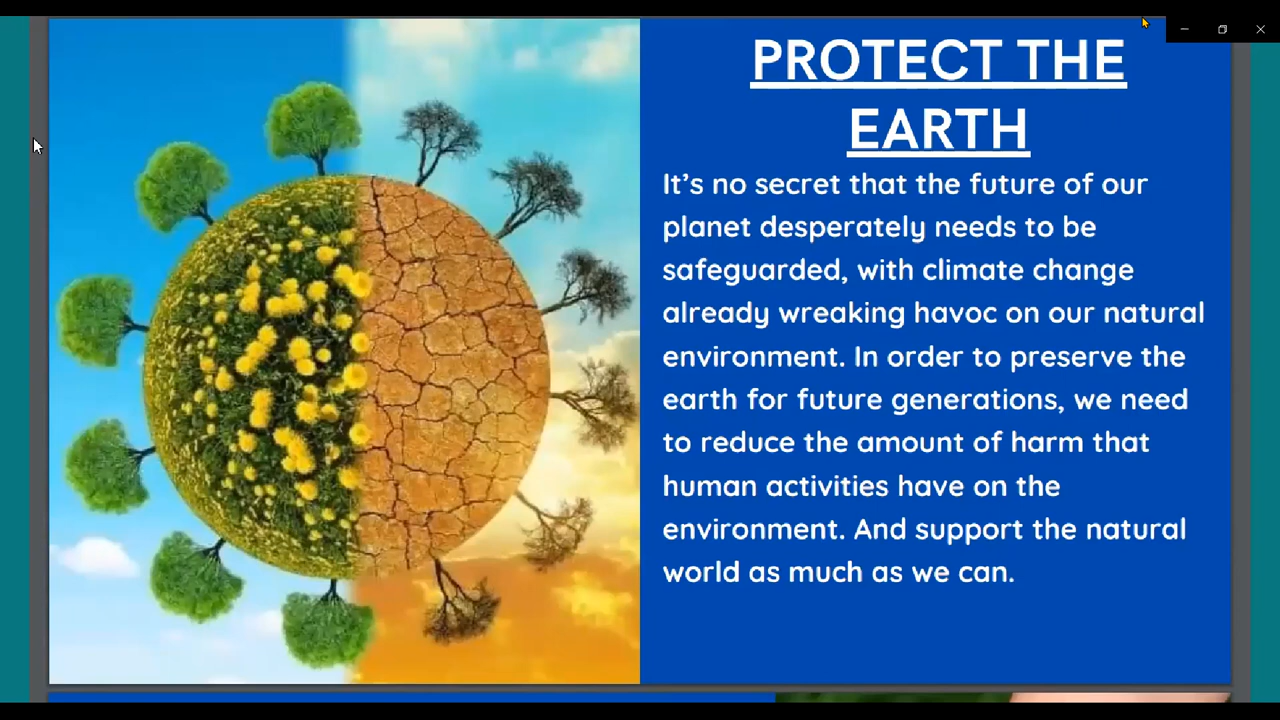 PROTECT THE
EARTH
It’s no secret that the future of our
planet desperately needs to be
safeguarded, with climate change
already wreaking havoc on our natural
environment. In order to preserve the
earth for future generations, we need
to reduce the amount of harm that
human activities have on the
environment. And support the natural
world as much as we can.